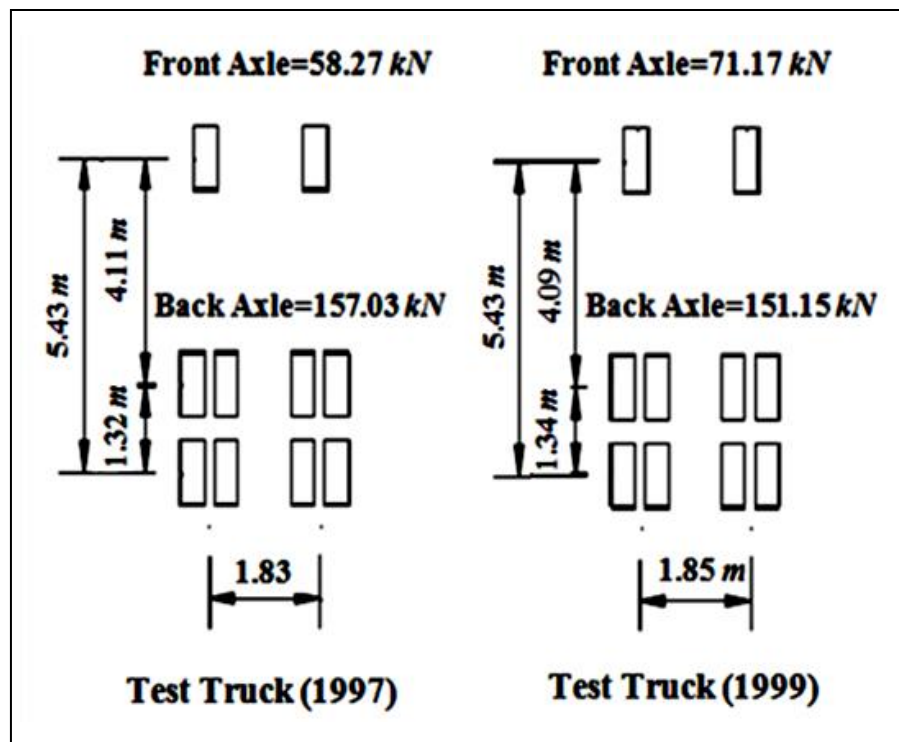 Front Axle=58.27 kN
Front Axle=71.17 kN
5.43 m
4.11 m
1.32 m
5.43 m
4.09 m
1.34 m
Back Axle=157.03 kN
Back Axle=151.15 kN
1.83
1.85 m
Test Truck (1997)
Test Truck (1999)